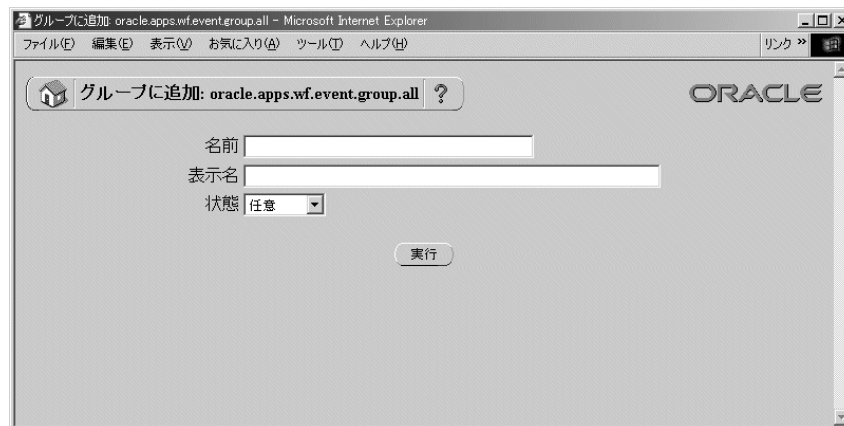 グループに追加: oracle.apps.wf.event.group.all - Microsoft Internet Explorer
ファイル(F) 編集(E) 表示(V) お気に入り(A) ツール(T) ヘルプ(H) リンク »
グループに追加: oracle.apps.wf.event.group.all ?
ORACLE
名前
表示名
状態 任意
実行